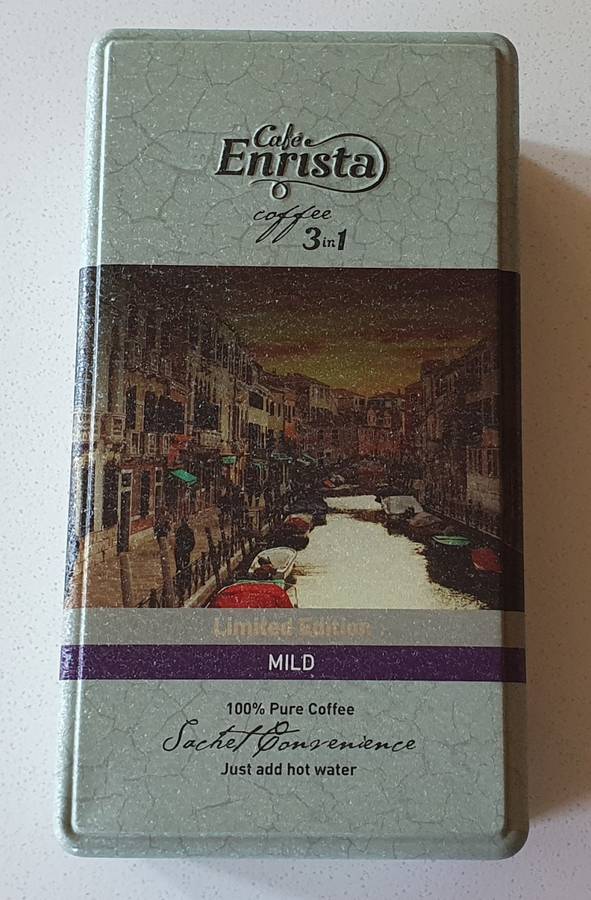 Café
Enrista
coffee
3in1
Limited Edition
MILD
100% Pure Coffee
Sachet Convenience
Just add hot water